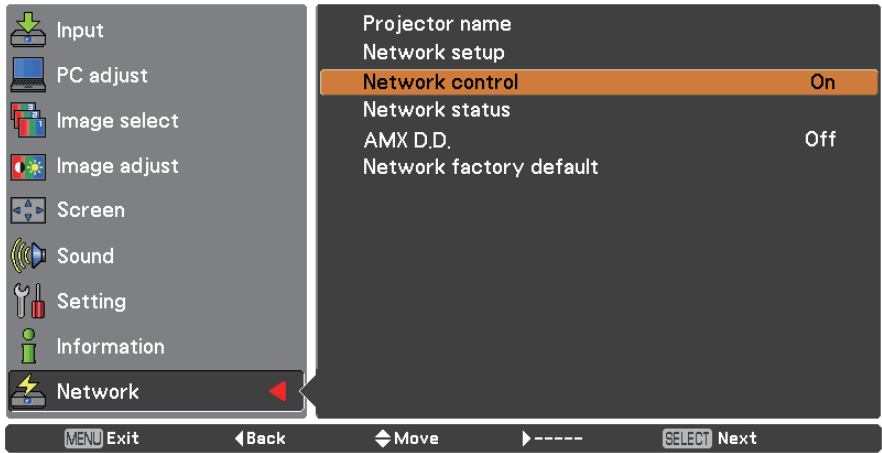 Input
PC adjust
Image select
Image adjust
Screen
Sound
Setting
Information
Network
Projector name
Network setup
Network control On
Network status
AMX D.D. Off
Network factory default
MENU Exit ◀Back ◆Move ▶----- SELECT Next